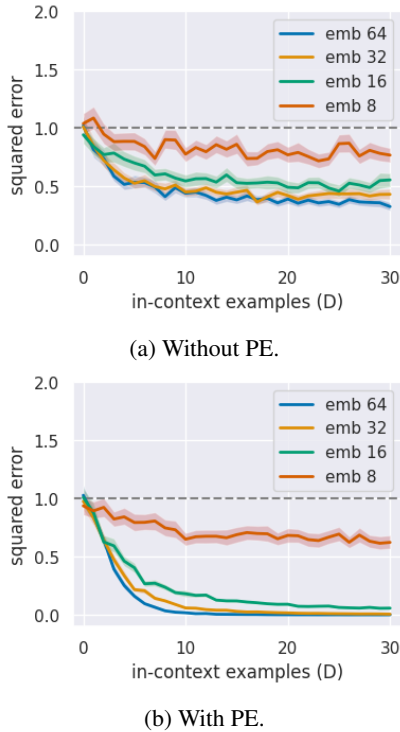 2.0
1.5
1.0
0.5
0.0
squared error
emb 64
emb 32
emb 16
emb 8
0 10 20 30
in-context examples (D)
(a) Without PE.
2.0
1.5
1.0
0.5
0.0
squared error
emb 64
emb 32
emb 16
emb 8
0 10 20 30
in-context examples (D)
(b) With PE.